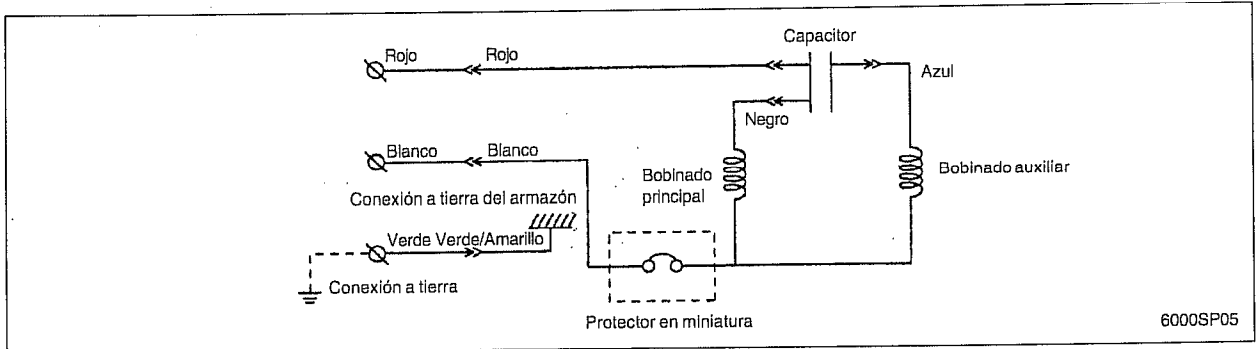 Capacitor
Rojo Rojo
Azul
Negro
Blanco Blanco
Bobinado
principal
Bobinado auxiliar
Conexión a tierra del armazón
Verde Verde/Amarillo
Conexión a tierra
Protector en miniatura
6000SP05